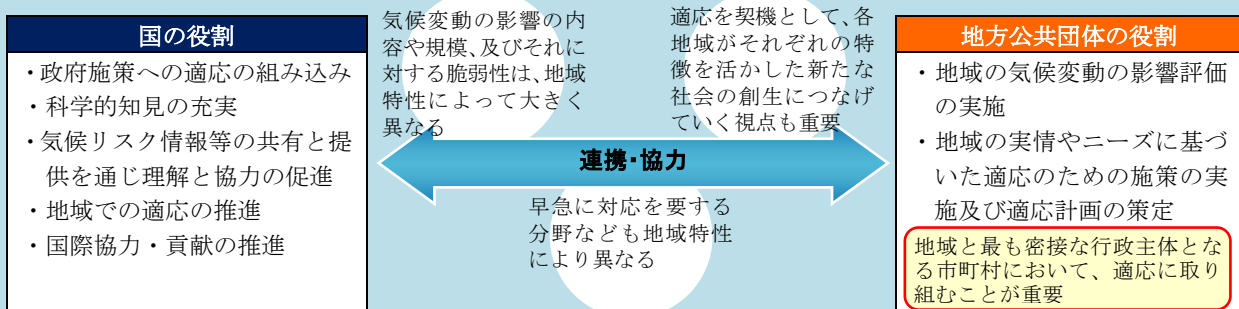 国の役割
・政府施策への適応の組み込み
・科学的知見の充実
・気候リスク情報等の共有と提
供を通じ理解と協力の促進
・地域での適応の推進
・国際協力・貢献の推進
気候変動の影響の内
容や規模、及びそれに
対する脆弱性は、地域
特性によって大きく
異なる
適応を契機として、各
地域がそれぞれの特
徴を活かした新たな
社会の創生につなげ
ていく視点も重要
連携・協力
早急に対応を要する
分野なども地域特性
により異なる
地方公共団体の役割
・地域の気候変動の影響評価
の実施
・地域の実情やニーズに基づ
いた適応のための施策の実
施及び適応計画の策定
地域と最も密接な行政主体とな
る市町村において、適応に取り
組むことが重要